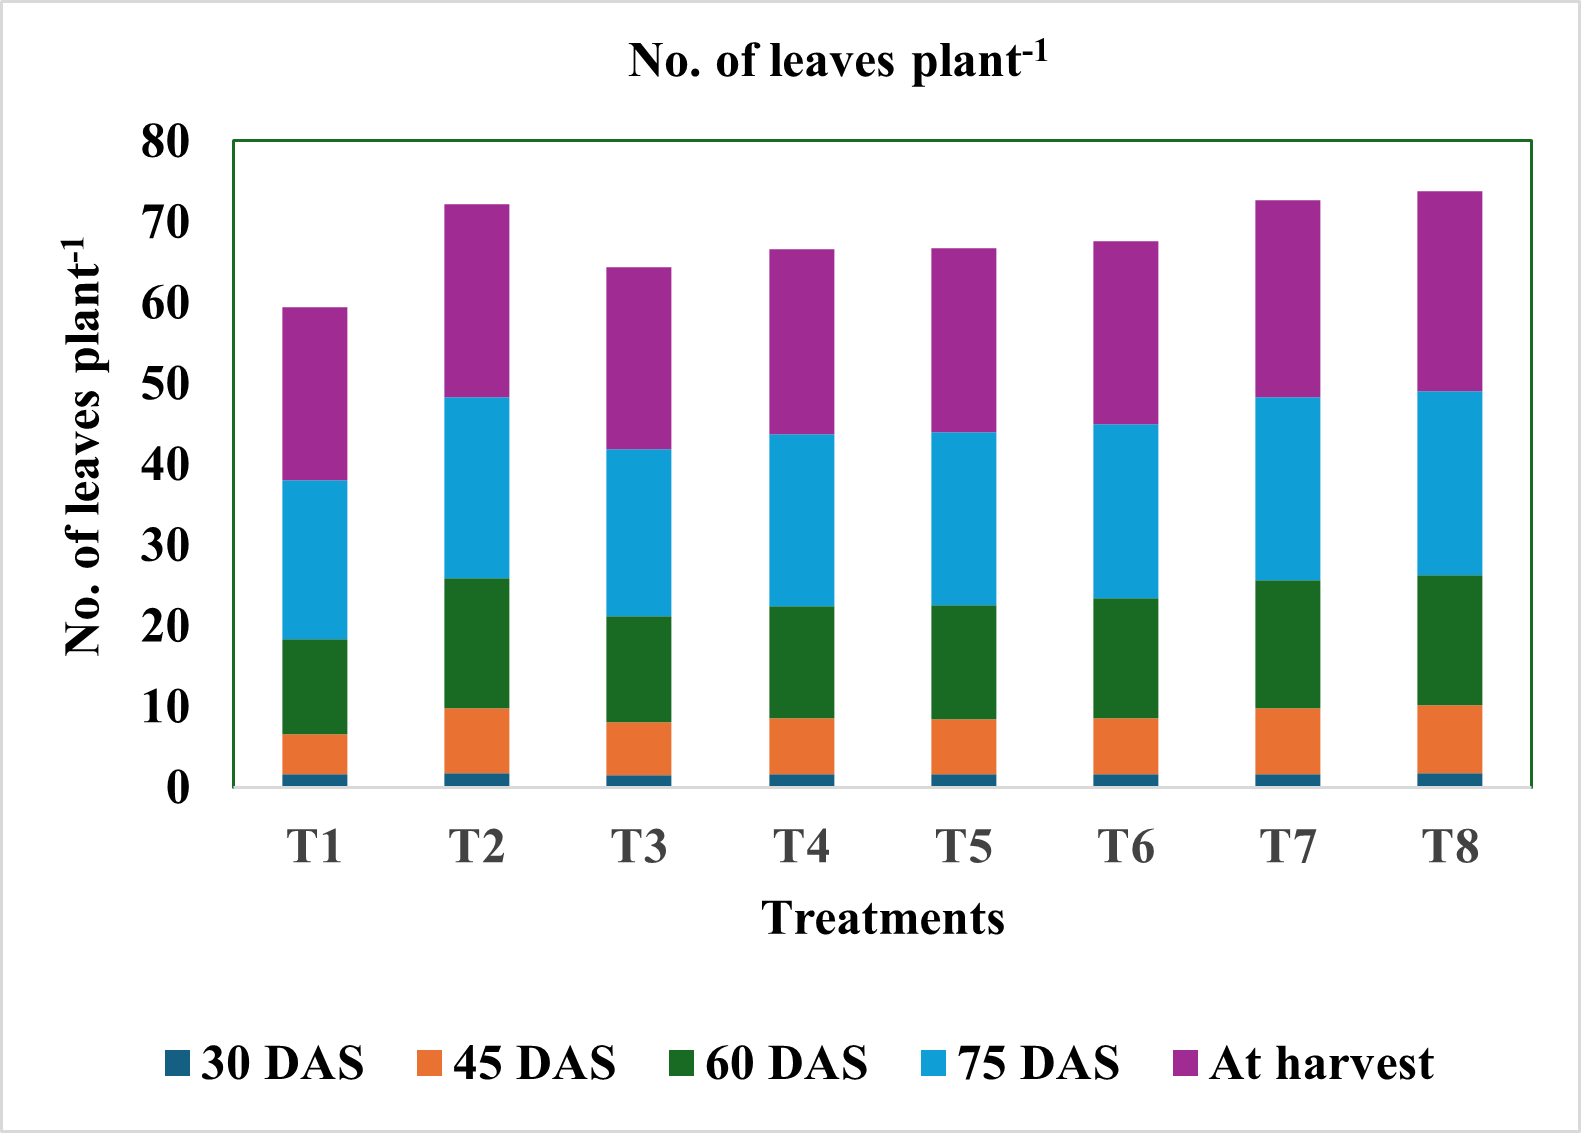 No. of leaves plant⁻¹
No. of leaves plant⁻¹
80
70
60
50
40
30
20
10
0
T1 T2 T3 T4 T5 T6 T7 T8
Treatments
30 DAS 45 DAS 60 DAS 75 DAS At harvest